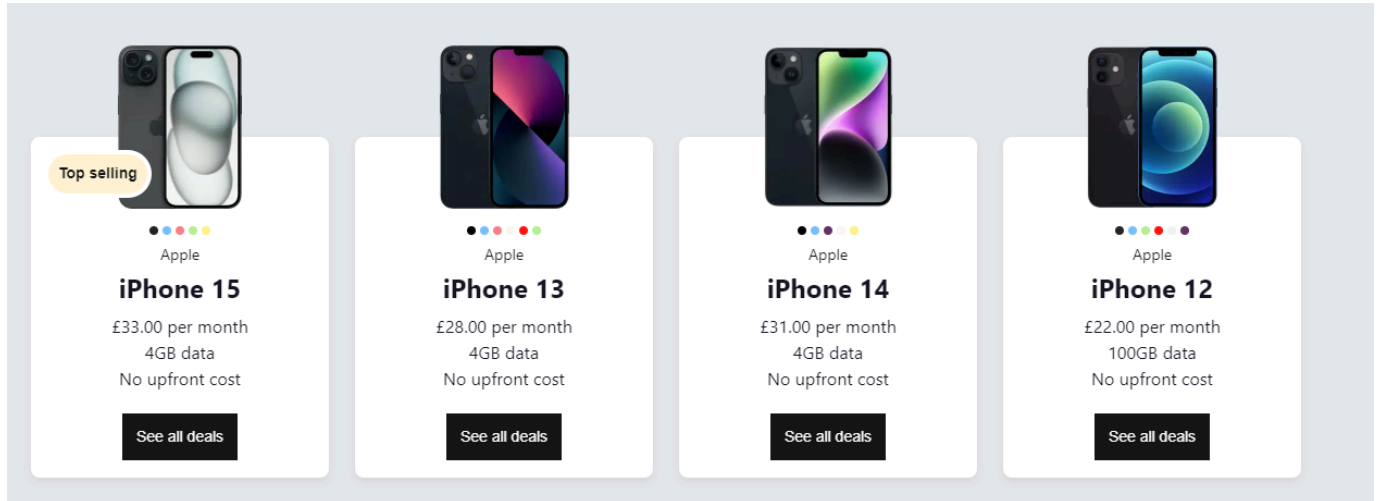 Top selling
Apple
iPhone 15
£33.00 per month
4GB data
No upfront cost
See all deals
Apple
iPhone 13
£28.00 per month
4GB data
No upfront cost
See all deals
Apple
iPhone 14
£31.00 per month
4GB data
No upfront cost
See all deals
Apple
iPhone 12
£22.00 per month
100GB data
No upfront cost
See all deals